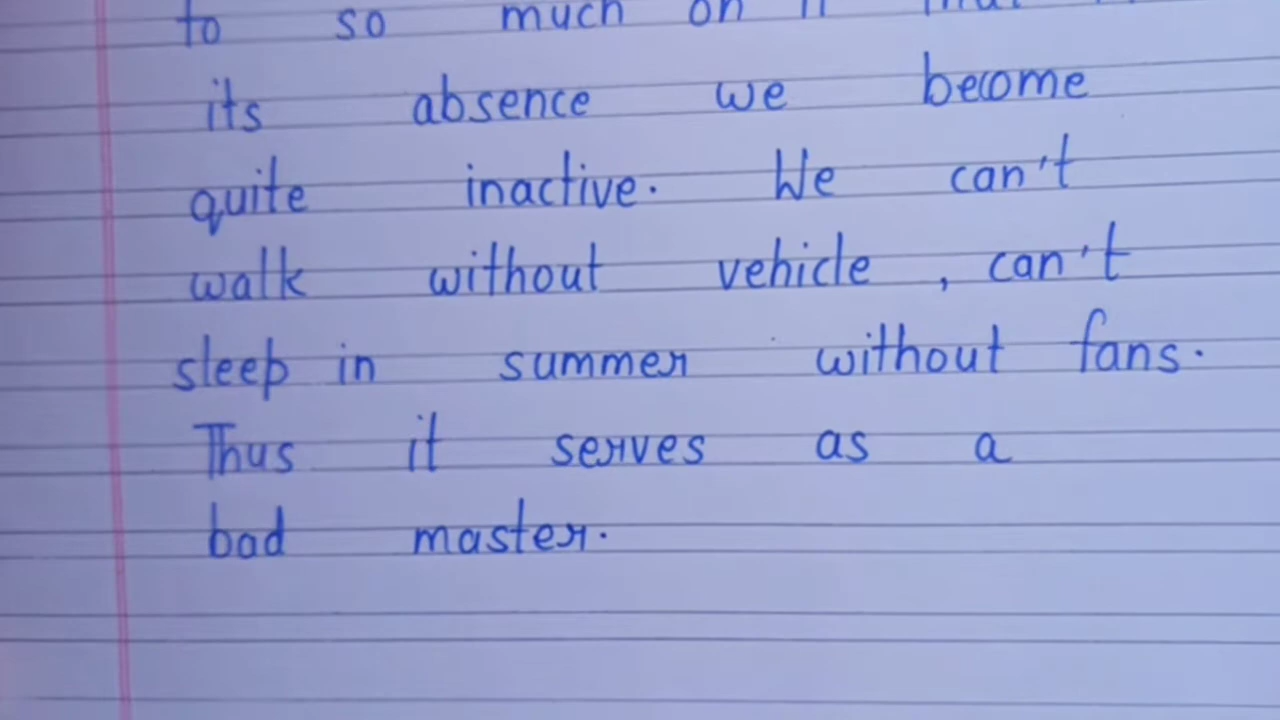 to so much on it that
its absence we become
quite inactive. We can't
walk without vehicle , can't
sleep in summer without fans.
Thus it serves as a
bad master.